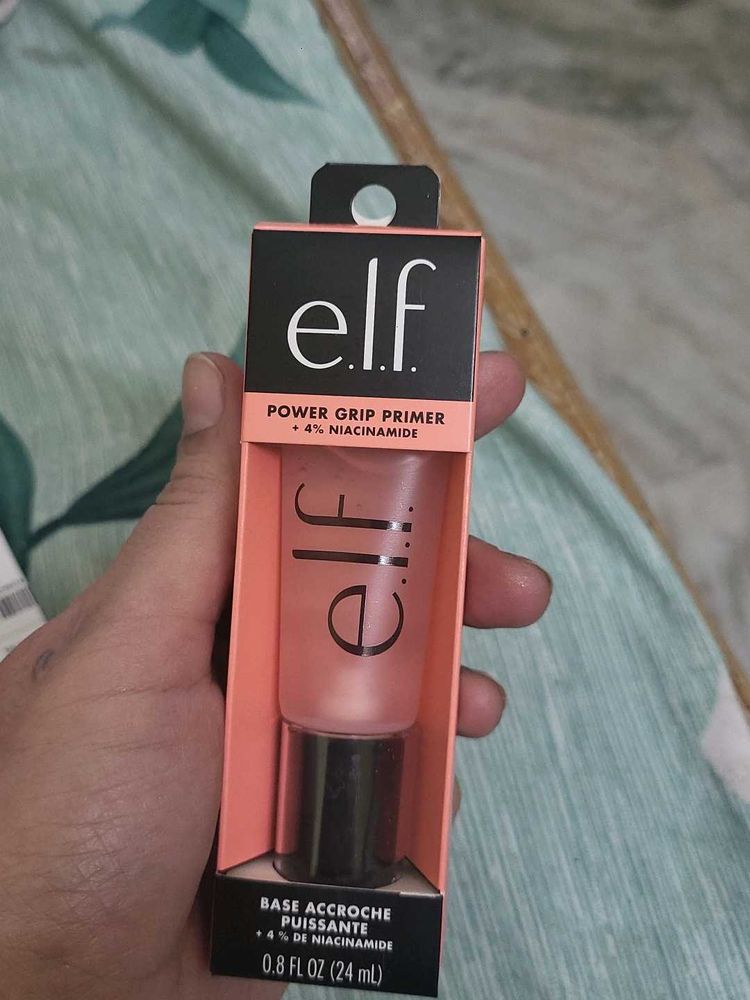 e.l.f.
POWER GRIP PRIMER
+ 4% NIACINAMIDE
e.l.f.
BASE ACCROCHE
PUISSANTE
+ 4 % DE NIACINAMIDE
0.8 FL OZ (24 mL)